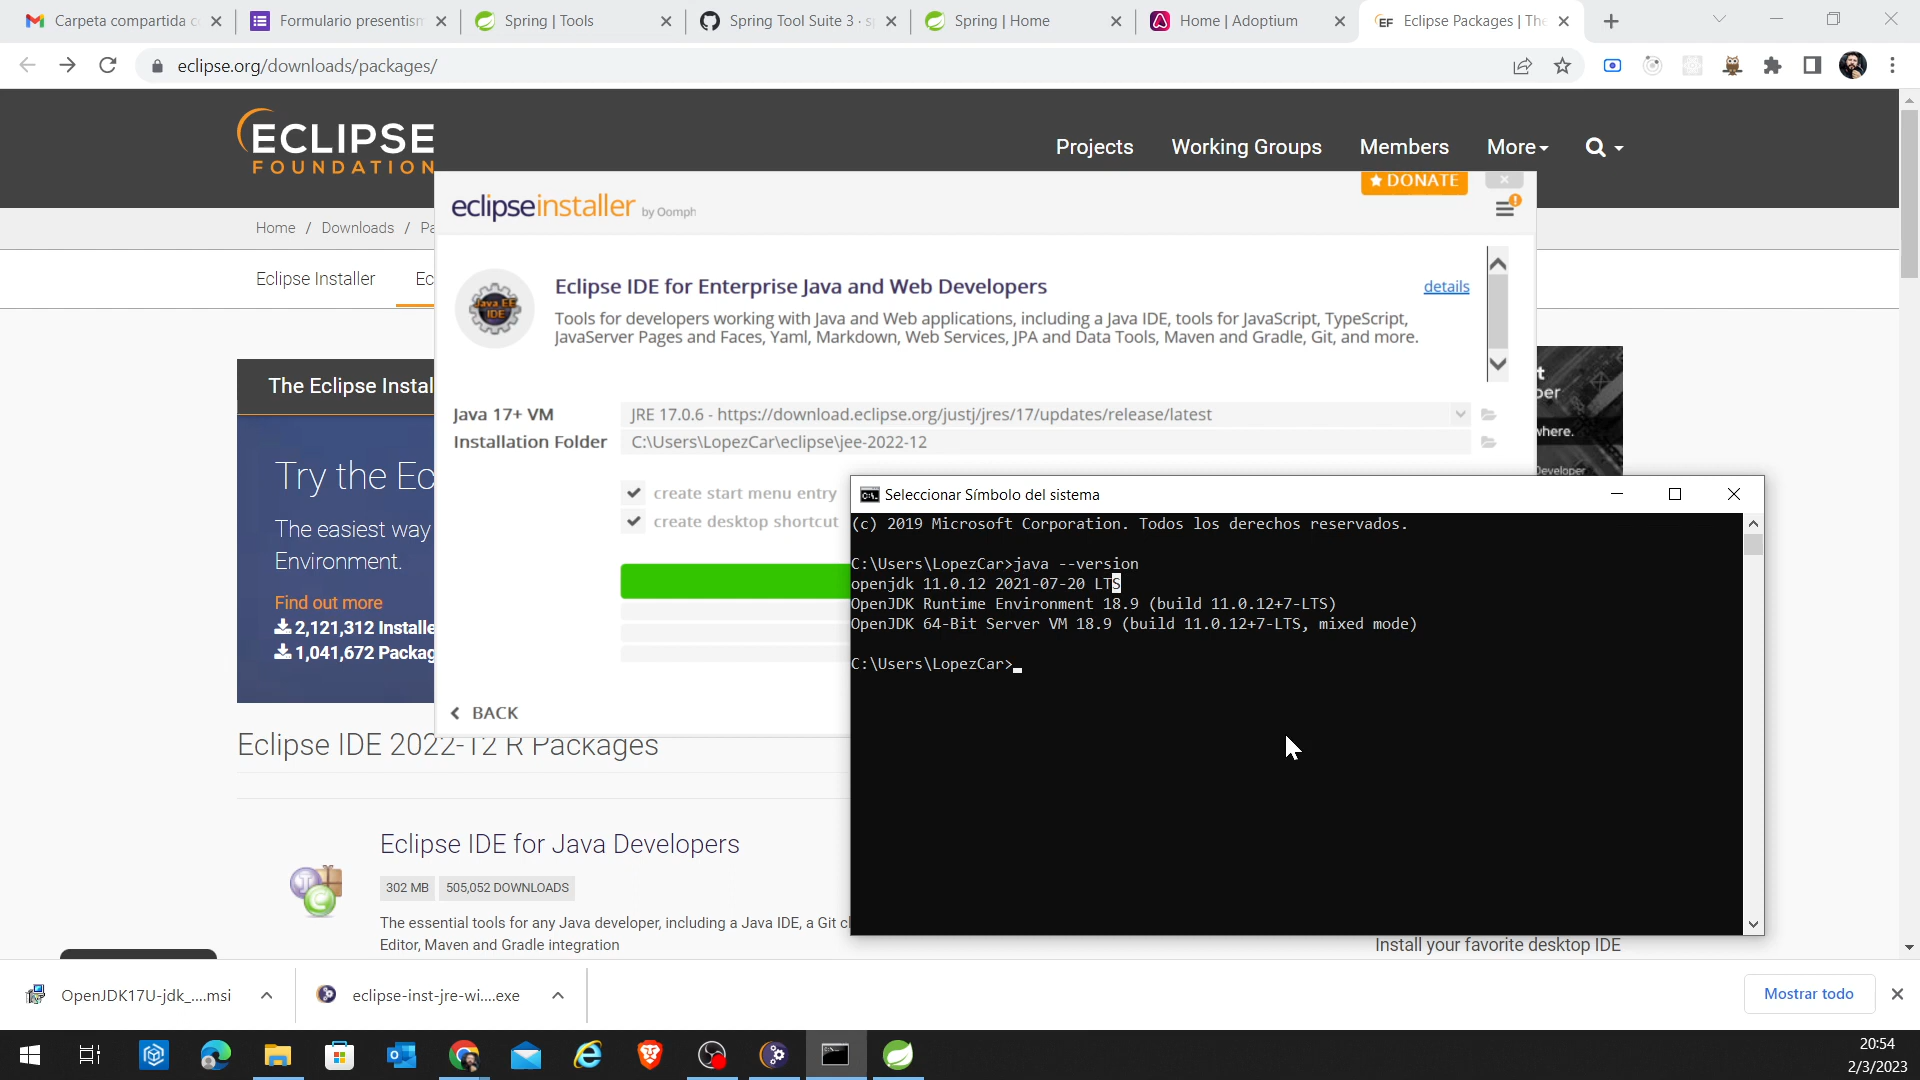 Carpeta compartida c
Formulario presentism
Spring | Tools
Spring Tool Suite 3 · s
Spring | Home
Home | Adoptium
EF
Eclipse Packages | The
eclipse.org/downloads/packages/
ECLIPSE
FOUNDATION
Projects
Working Groups
Members
More
DONATE
eclipseinstaller by Oomph
Home / Downloads / Pa
Eclipse Installer
Ec
Java EE
IDE
Eclipse IDE for Enterprise Java and Web Developers
details
Tools for developers working with Java and Web applications, including a Java IDE, tools for JavaScript, TypeScript,
JavaServer Pages and Faces, Yaml, Markdown, Web Services, JPA and Data Tools, Maven and Gradle, Git, and more.
The Eclipse Instal
Java 17+ VM
JRE 17.0.6 - https://download.eclipse.org/justj/jres/17/updates/release/latest
Installation Folder
C:\Users\LopezCar\eclipse\jee-2022-12
t
per
where.
Developer
create start menu entry
create desktop shortcut
Try the Ec
The easiest way
Environment.
Find out more
2,121,312 Installe
1,041,672 Packag
BACK
Seleccionar Símbolo del sistema
(c) 2019 Microsoft Corporation. Todos los derechos reservados.
C:\Users\LopezCar>java --version
openjdk 11.0.12 2021-07-20 LTS
OpenJDK Runtime Environment 18.9 (build 11.0.12+7-LTS)
OpenJDK 64-Bit Server VM 18.9 (build 11.0.12+7-LTS, mixed mode)
C:\Users\LopezCar>
Eclipse IDE 2022-12 R Packages
Eclipse IDE for Java Developers
302 MB
505,052 DOWNLOADS
The essential tools for any Java developer, including a Java IDE, a Git cl
Editor, Maven and Gradle integration
Install your favorite desktop IDE
OpenJDK17U-jdk_....msi
eclipse-inst-jre-wi....exe
Mostrar todo
20:54
2/3/2023